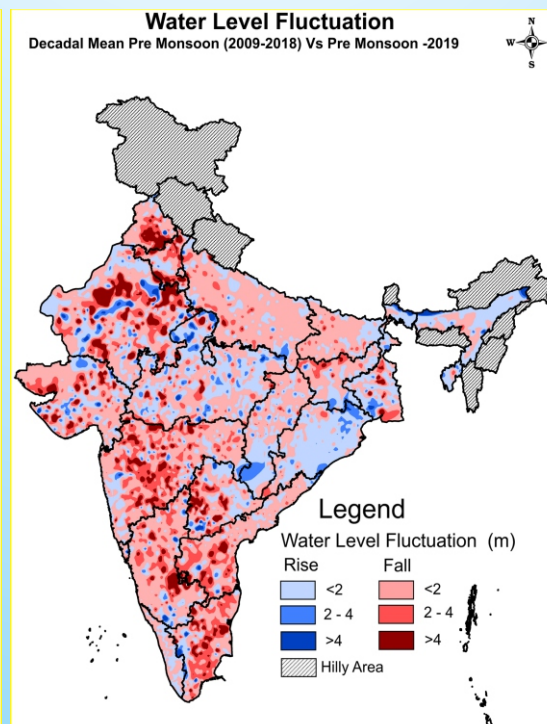 Water Level Fluctuation
Decadal Mean Pre Monsoon (2009-2018) Vs Pre Monsoon -2019
N
W
E
S
Legend
Water Level Fluctuation (m)
Rise Fall
<2 <2
2 - 4 2 - 4
>4 >4
Hilly Area